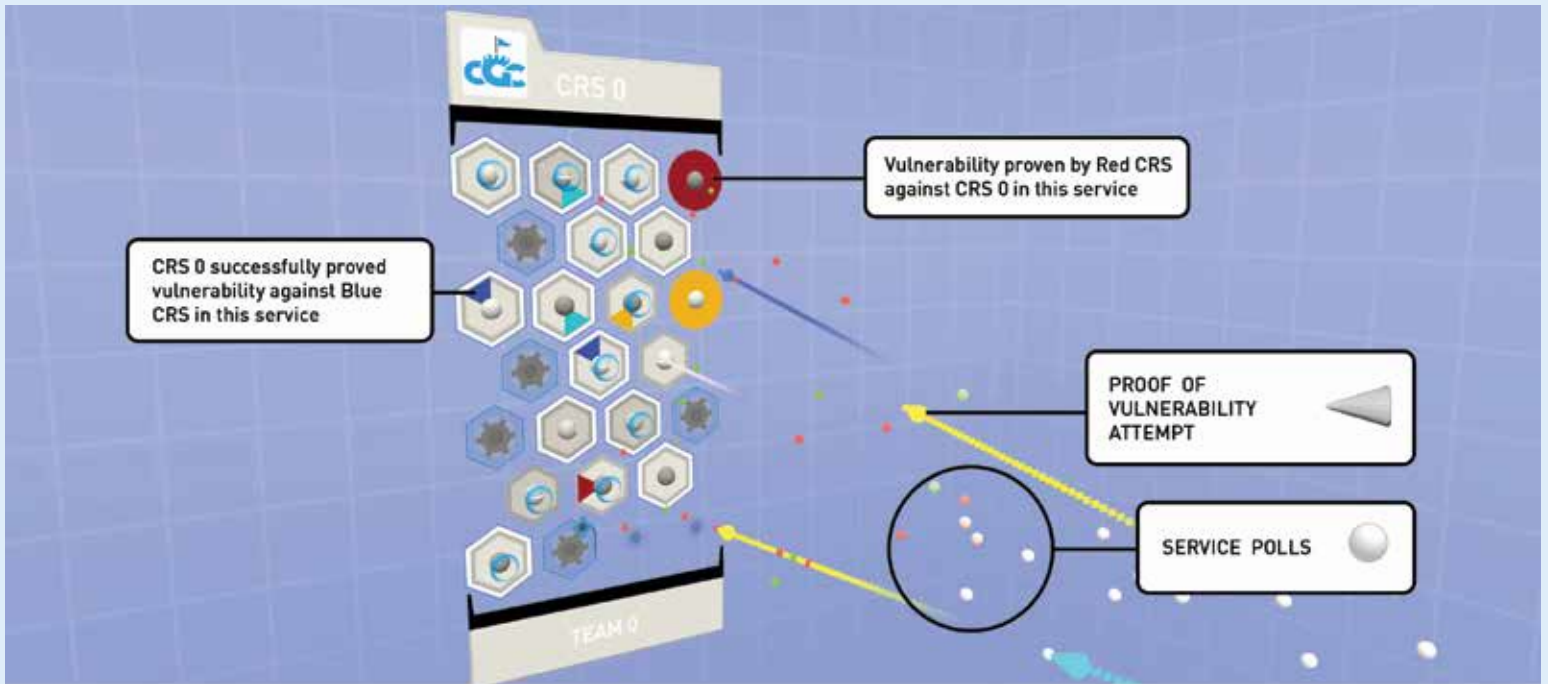 CGC
CRS 0
Vulnerability proven by Red CRS
against CRS 0 in this service
CRS 0 successfully proved
vulnerability against Blue
CRS in this service
PROOF OF
VULNERABILITY
ATTEMPT
SERVICE POLLS
TEAM 0